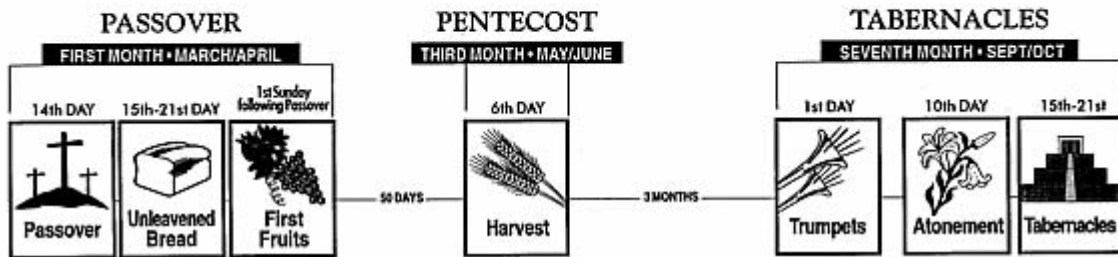 PASSOVER
FIRST MONTH • MARCH/APRIL
14th DAY
Passover
15th-21st DAY
Unleavened
Bread
1st Sunday
following Passover
First
Fruits
50 DAYS
PENTECOST
THIRD MONTH • MAY/JUNE
6th DAY
Harvest
3 MONTHS
TABERNACLES
SEVENTH MONTH • SEPT/OCT
1st DAY
Trumpets
10th DAY
Atonement
15th-21st
Tabernacles